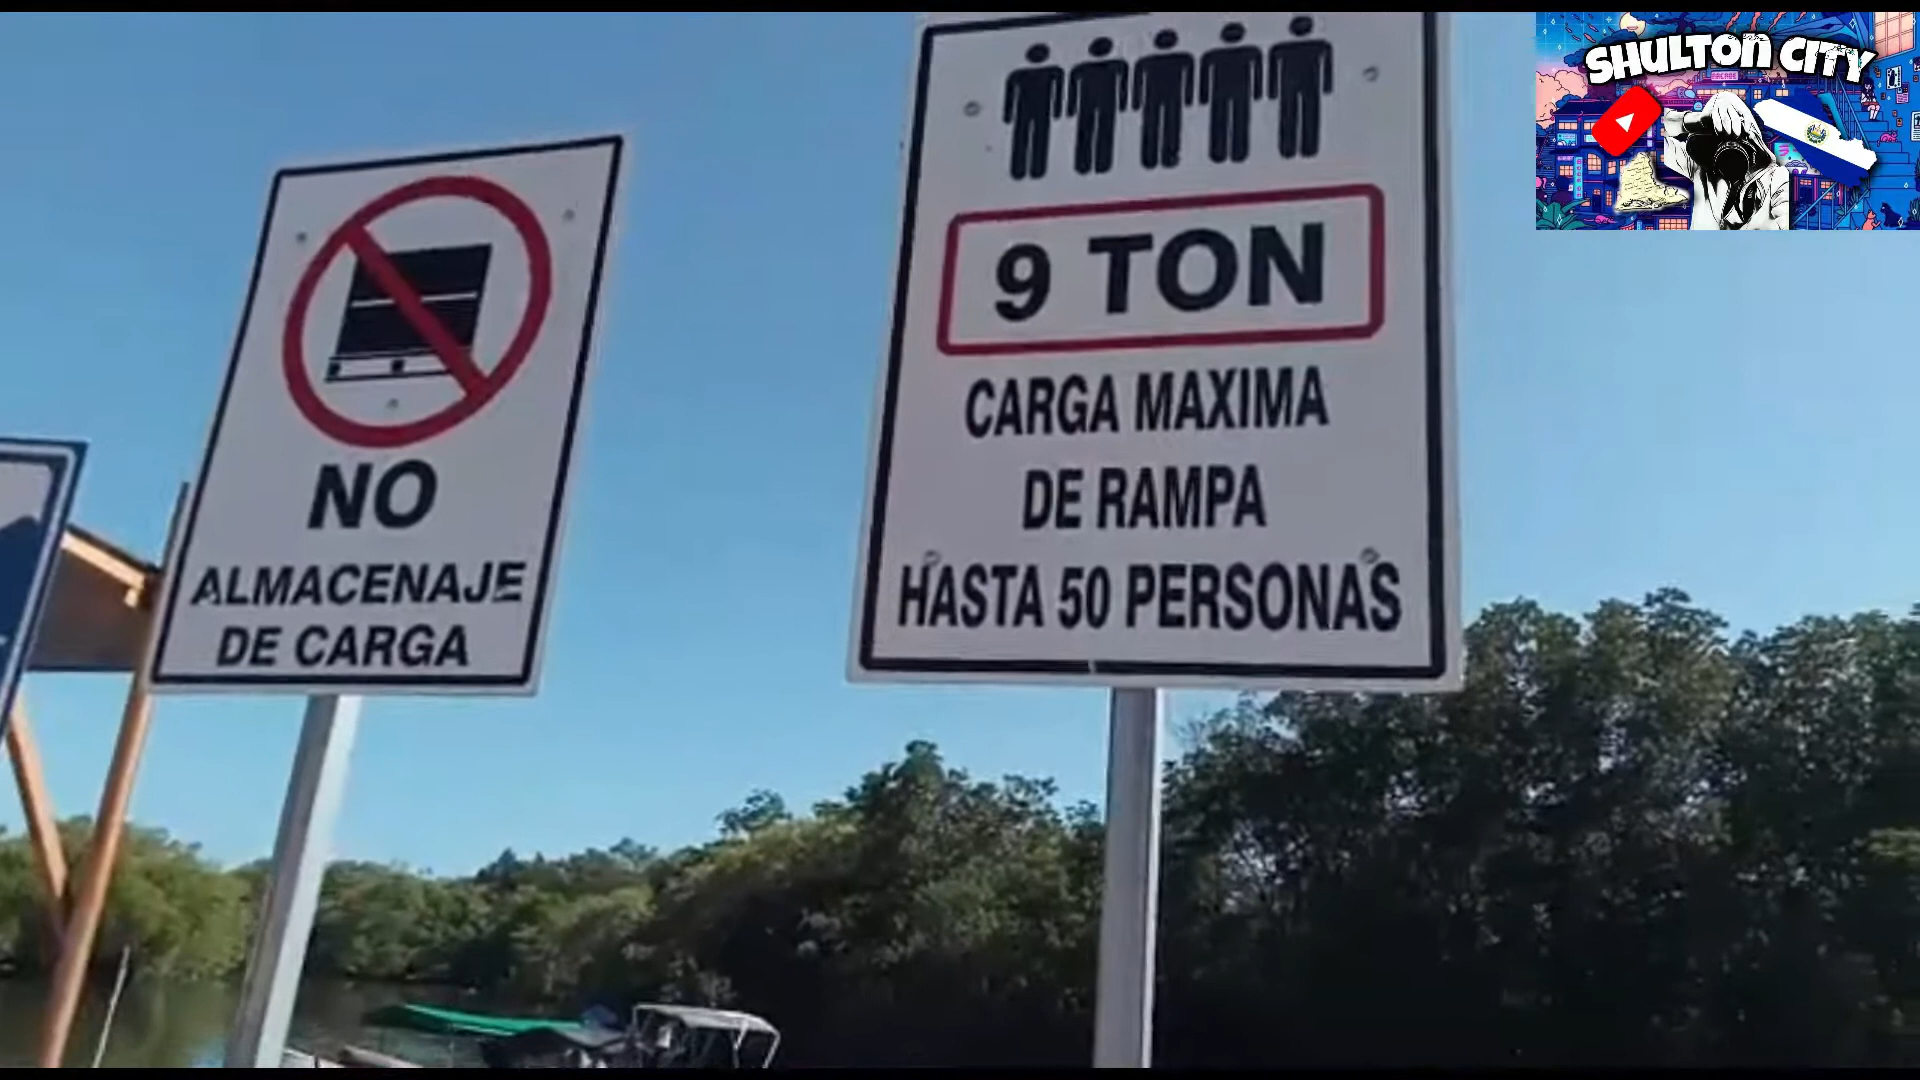 NO
ALMACENAJE
DE CARGA
9 TON
CARGA MAXIMA
DE RAMPA
HASTA 50 PERSONAS
SHULTON CITY